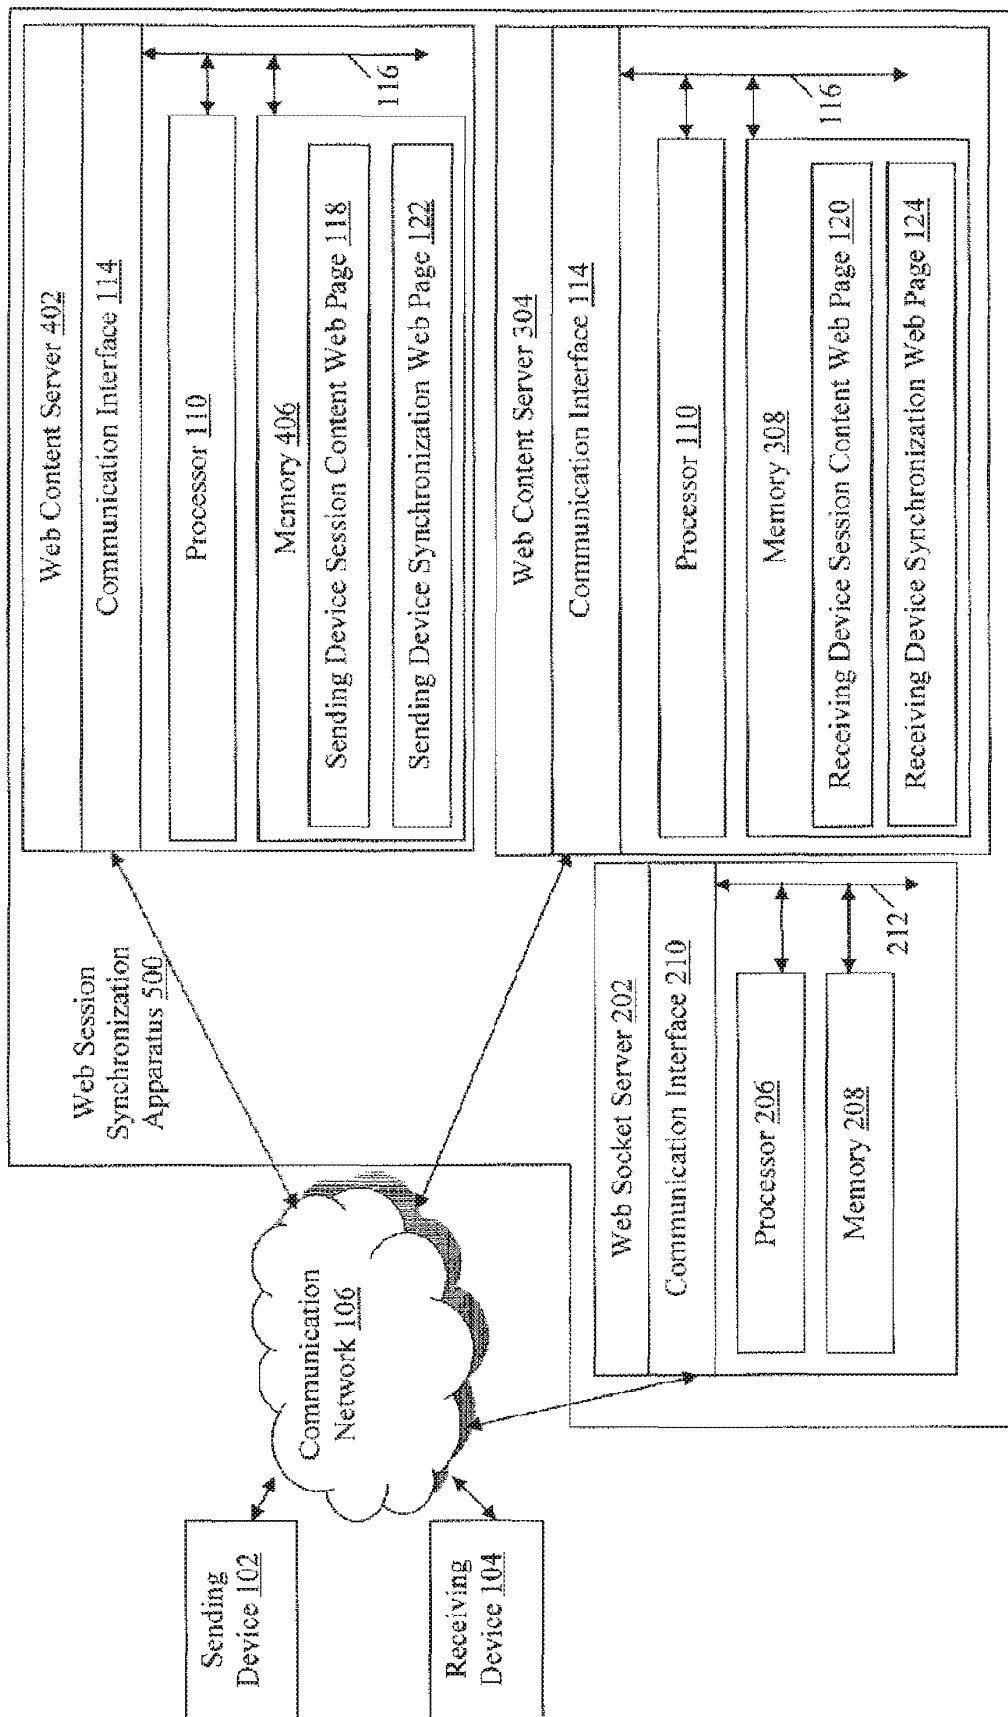 Sending
Device 102
Receiving
Device 104
Communication
Network 106
Web Session
Synchronization
Apparatus 500
Web Content Server 402
Communication Interface 114
Processor 110
Memory 406
Sending Device Session Content Web Page 118
Sending Device Synchronization Web Page 122
116
Web Socket Server 202
Communication Interface 210
Processor 206
Memory 208
212
Web Content Server 304
Communication Interface 114
Processor 110
Memory 308
Receiving Device Session Content Web Page 120
Receiving Device Synchronization Web Page 124
116